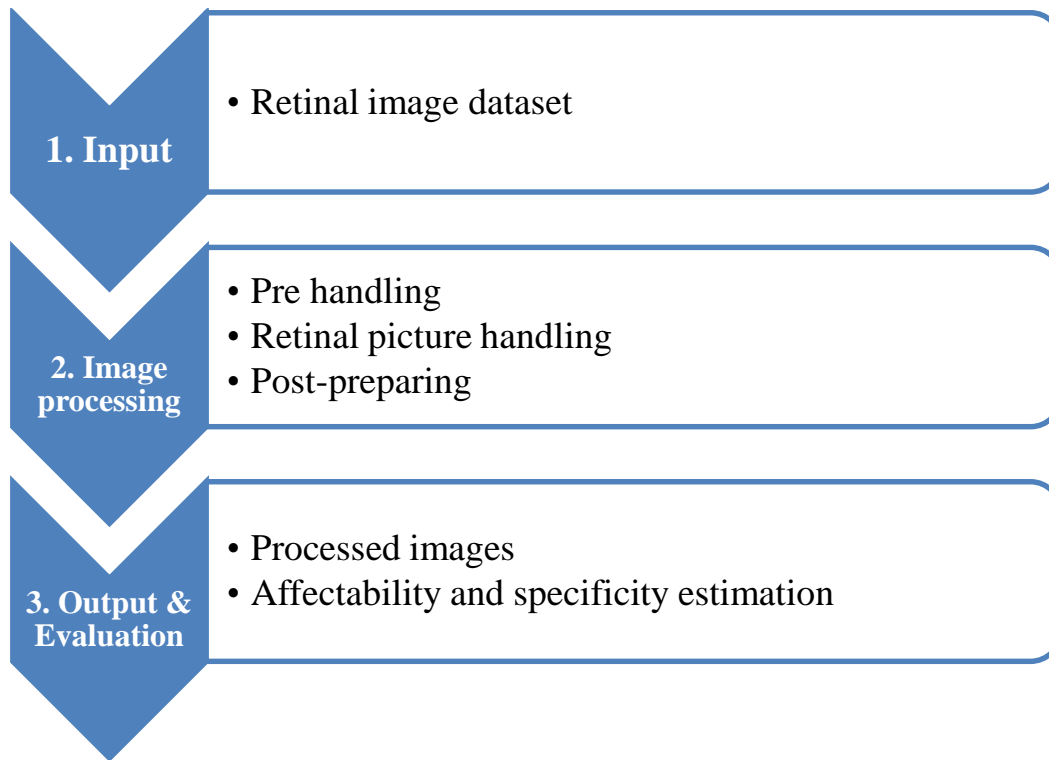 1. Input
• Retinal image dataset
2. Image
processing
• Pre handling
• Retinal picture handling
• Post-preparing
3. Output &
Evaluation
• Processed images
• Affectability and specificity estimation